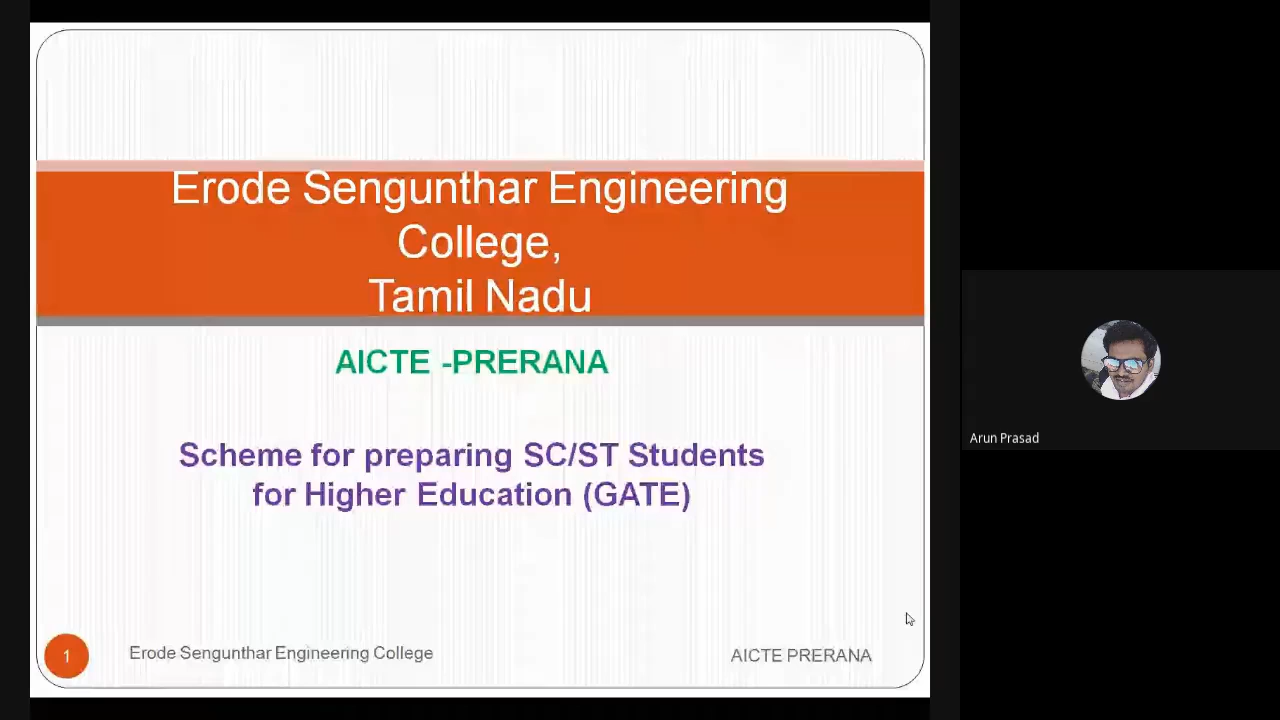 Erode Sengunthar Engineering
College,
Tamil Nadu
AICTE -PRERANA
Scheme for preparing SC/ST Students
for Higher Education (GATE)
1
Erode Sengunthar Engineering College
AICTE PRERANA
Arun Prasad